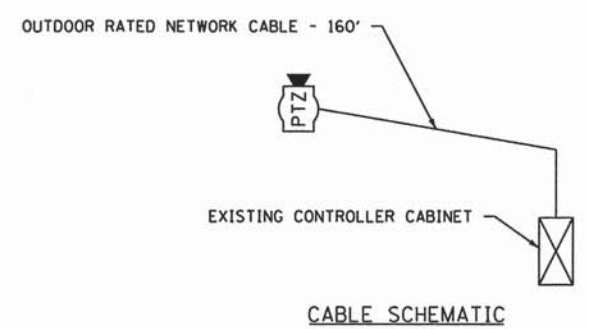 OUTDOOR RATED NETWORK CABLE - 160'
PTZ
EXISTING CONTROLLER CABINET
CABLE SCHEMATIC